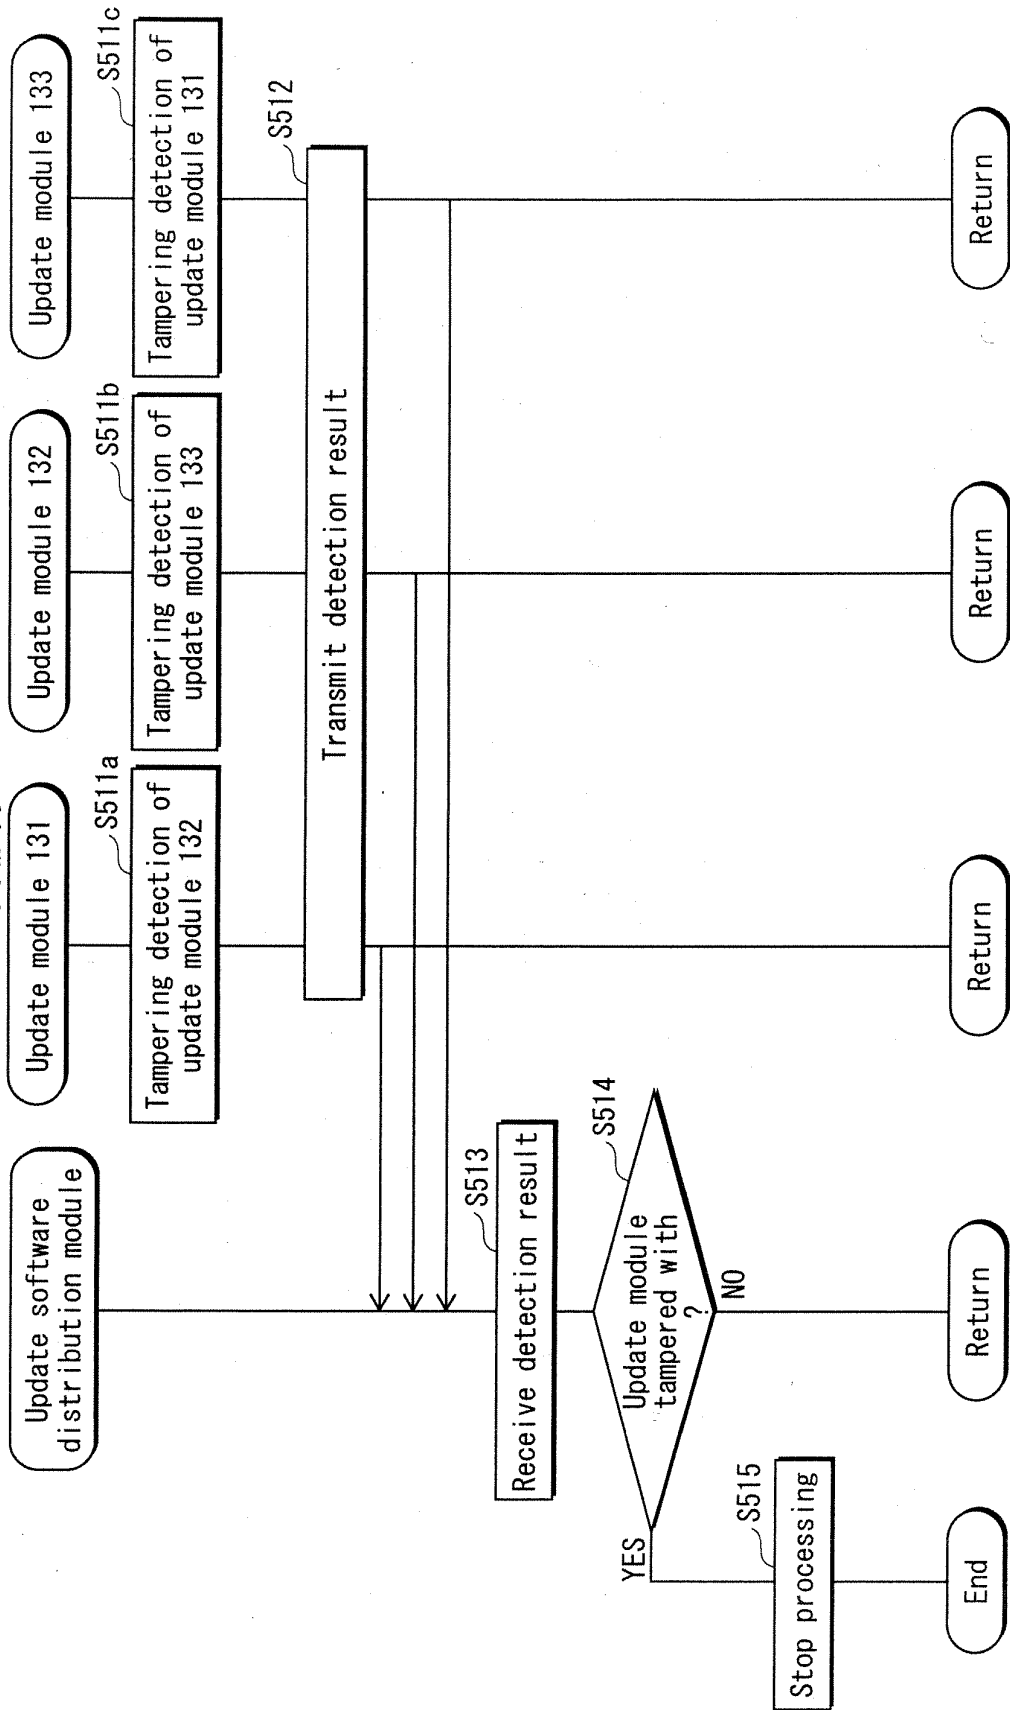 Update software
distribution module
Update module 131
Update module 132
Update module 133
S511a
Tampering detection of
update module 132
S511b
Tampering detection of
update module 133
S511c
Tampering detection of
update module 131
S512
Transmit detection result
S513
Receive detection result
S514
Update module
tampered with
?
YES
NO
S515
Stop processing
End
Return
Return
Return
Return